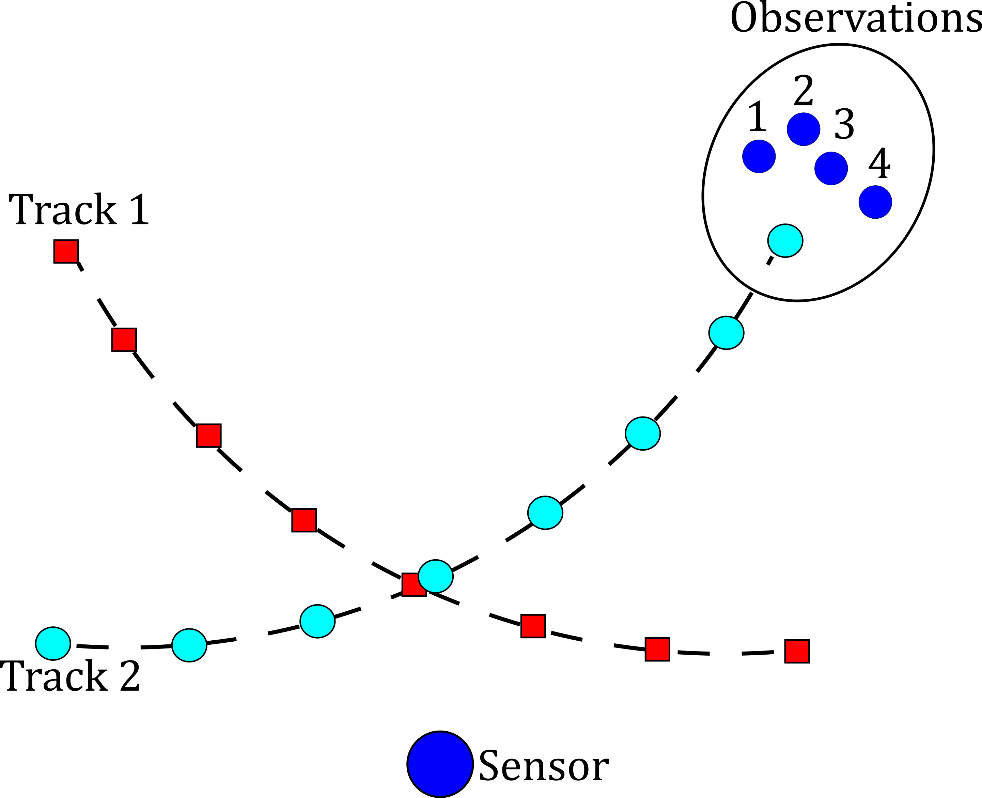 Observations
1
2
3
4
Track 1
Track 2
Sensor